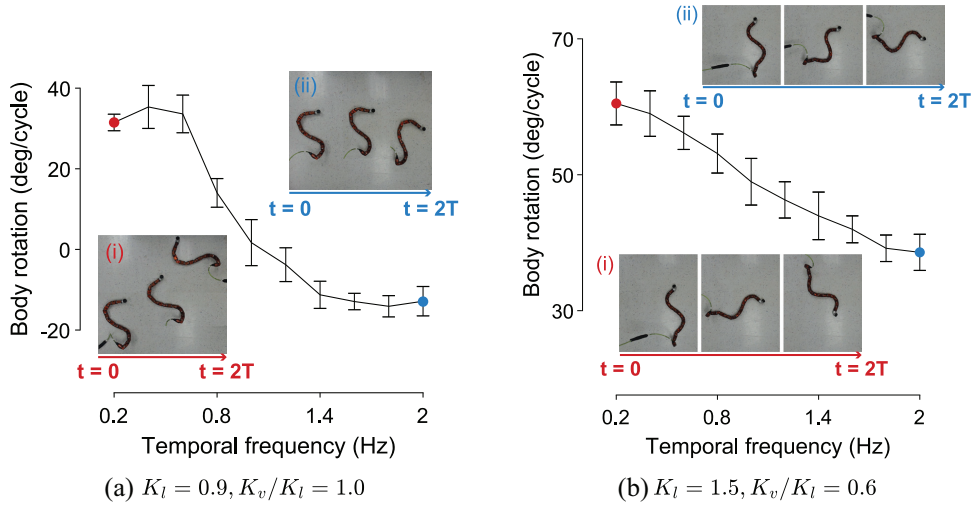 Body rotation (deg/cycle)
40
20
0
-20
(ii)
t = 0
t = 2T
(i)
t = 0
t = 2T
0.2
0.8
1.4
2
Temporal frequency (Hz)
(a) K_l = 0.9, K_v/K_l = 1.0
Body rotation (deg/cycle)
70
50
30
(ii)
t = 0
t = 2T
(i)
t = 0
t = 2T
0.2
0.8
1.4
2
Temporal frequency (Hz)
(b) K_l = 1.5, K_v/K_l = 0.6